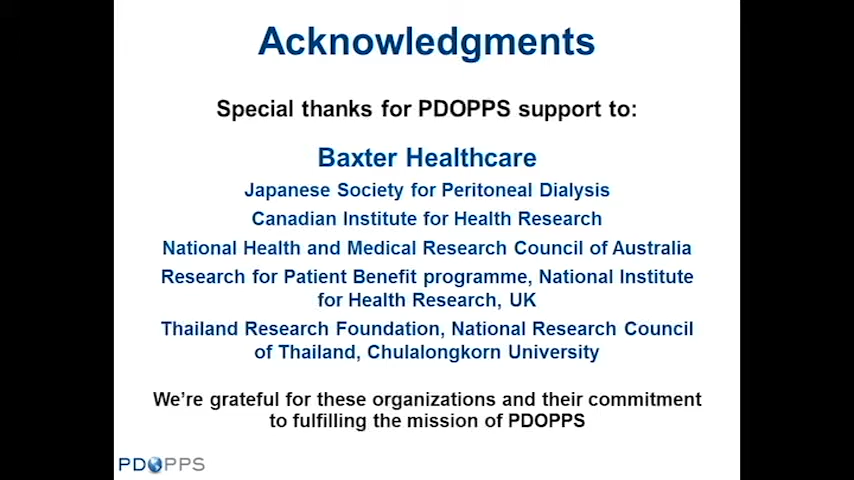 Acknowledgments
Special thanks for PDOPPS support to:
Baxter Healthcare
Japanese Society for Peritoneal Dialysis
Canadian Institute for Health Research
National Health and Medical Research Council of Australia
Research for Patient Benefit programme, National Institute
for Health Research, UK
Thailand Research Foundation, National Research Council
of Thailand, Chulalongkorn University
We’re grateful for these organizations and their commitment
to fulfilling the mission of PDOPPS
PDOPPS